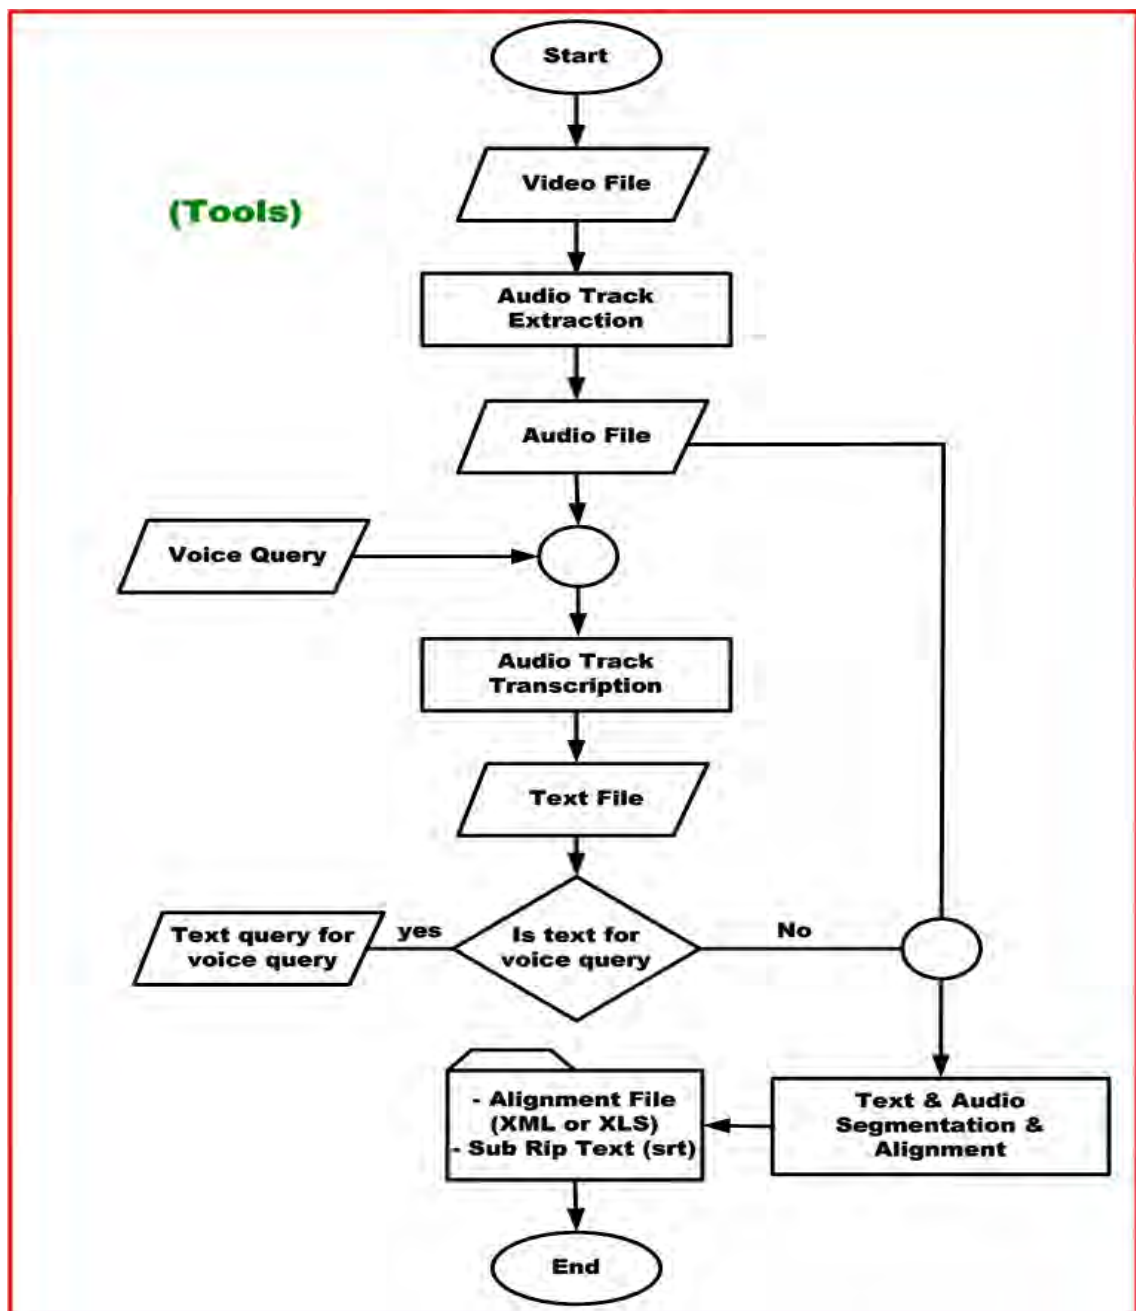 Start
Video File
(Tools)
Audio Track
Extraction
Audio File
Voice Query
Audio Track
Transcription
Text File
Text query for
voice query
yes
Is text for
voice query
No
- Alignment File
(XML or XLS)
- Sub Rip Text (srt)
Text & Audio
Segmentation &
Alignment
End